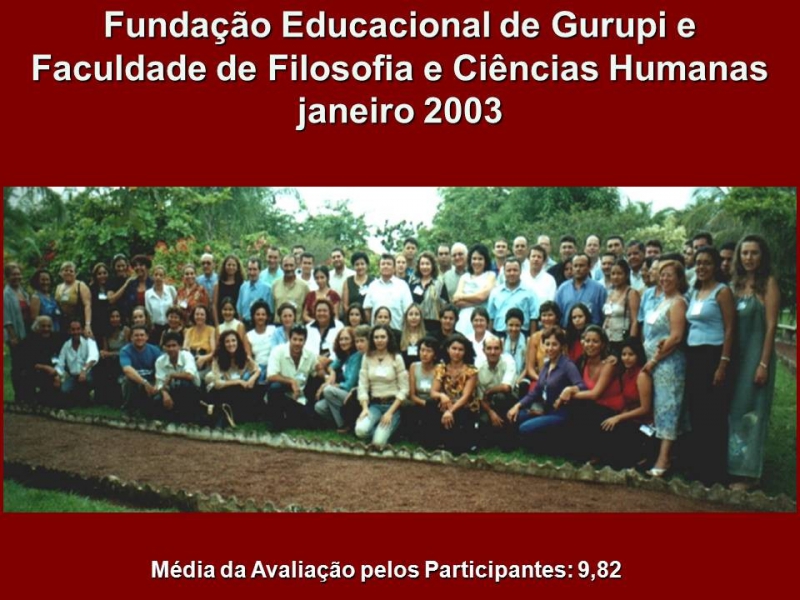 Fundação Educacional de Gurupi e
Faculdade de Filosofia e Ciências Humanas
janeiro 2003
Média da Avaliação pelos Participantes: 9,82